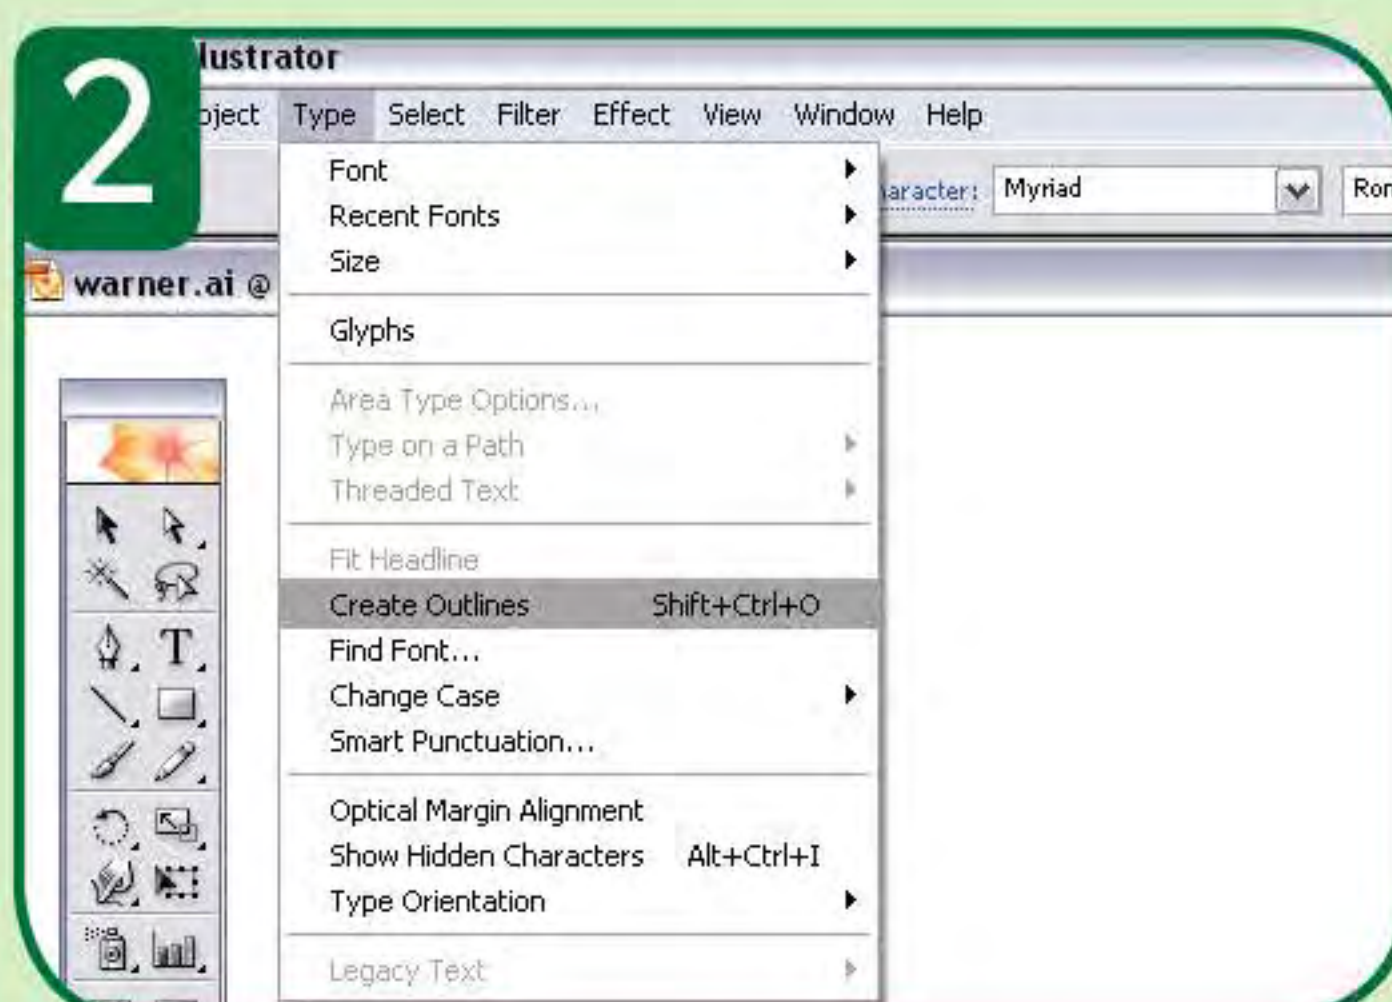 2
lustrator
bject Type Select Filter Effect View Window Help
Font
aracter: Myriad Ron
Recent Fonts
Size
warner.ai @
Glyphs
Area Type Options...
Type on a Path
Threaded Text
Fit Headline
Create Outlines Shift+Ctrl+O
T
Find Font...
Change Case
Smart Punctuation...
Optical Margin Alignment
Show Hidden Characters Alt+Ctrl+I
Type Orientation
Legacy Text